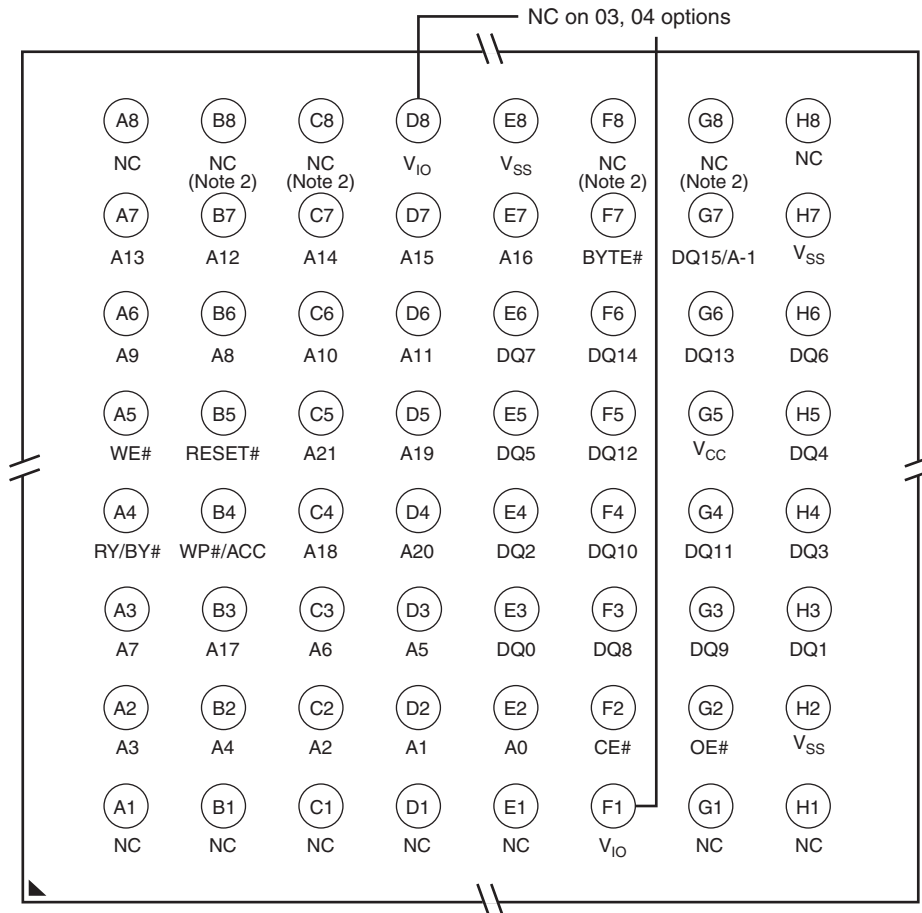 NC on 03, 04 options
A8 B8 C8 D8 E8 F8 G8 H8
NC NC NC V_IO V_SS NC NC NC
(Note 2) (Note 2) (Note 2) (Note 2)
A7 B7 C7 D7 E7 F7 G7 H7
A13 A12 A14 A15 A16 BYTE# DQ15/A-1 V_SS
A6 B6 C6 D6 E6 F6 G6 H6
A9 A8 A10 A11 DQ7 DQ14 DQ13 DQ6
A5 B5 C5 D5 E5 F5 G5 H5
WE# RESET# A21 A19 DQ5 DQ12 V_CC DQ4
A4 B4 C4 D4 E4 F4 G4 H4
RY/BY# WP#/ACC A18 A20 DQ2 DQ10 DQ11 DQ3
A3 B3 C3 D3 E3 F3 G3 H3
A7 A17 A6 A5 DQ0 DQ8 DQ9 DQ1
A2 B2 C2 D2 E2 F2 G2 H2
A3 A4 A2 A1 A0 CE# OE# V_SS
A1 B1 C1 D1 E1 F1 G1 H1
NC NC NC NC NC V_IO NC NC